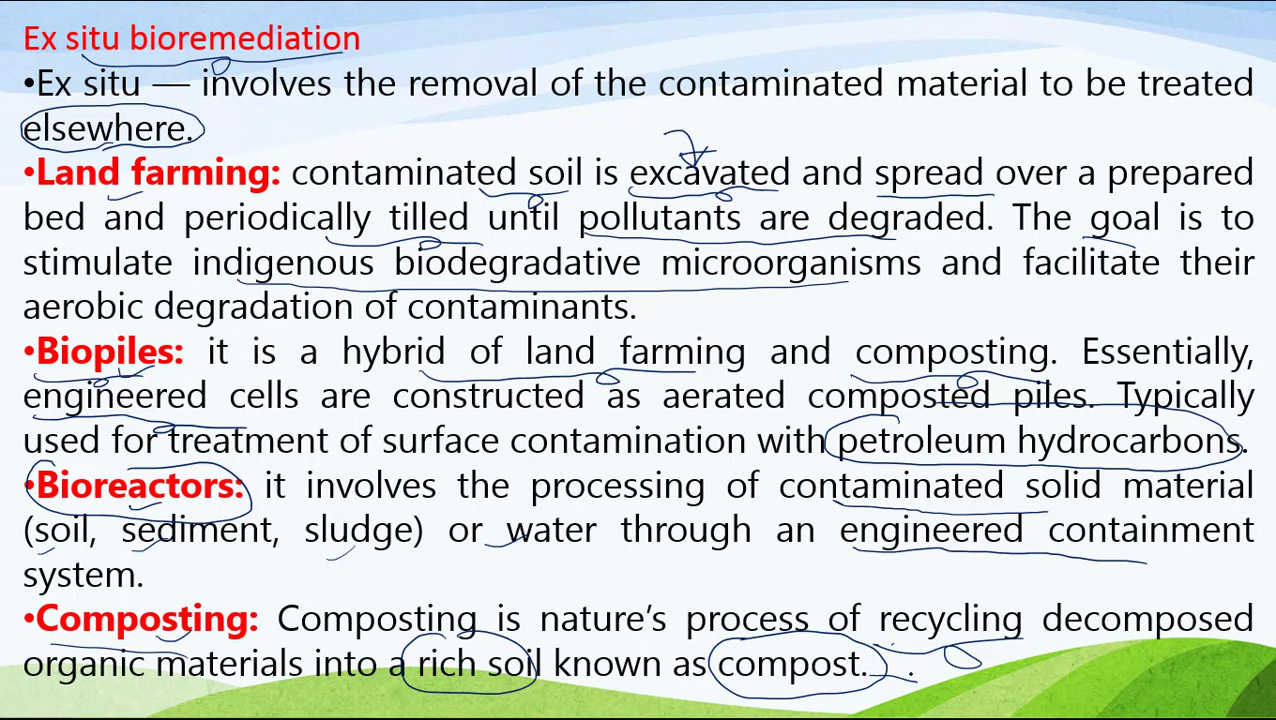 Ex situ bioremediation
•Ex situ — involves the removal of the contaminated material to be treated
elsewhere.
•Land farming: contaminated soil is excavated and spread over a prepared
bed and periodically tilled until pollutants are degraded. The goal is to
stimulate indigenous biodegradative microorganisms and facilitate their
aerobic degradation of contaminants.
•Biopiles: it is a hybrid of land farming and composting. Essentially,
engineered cells are constructed as aerated composted piles. Typically
used for treatment of surface contamination with petroleum hydrocarbons.
•Bioreactors: it involves the processing of contaminated solid material
(soil, sediment, sludge) or water through an engineered containment
system.
•Composting: Composting is nature’s process of recycling decomposed
organic materials into a rich soil known as compost.